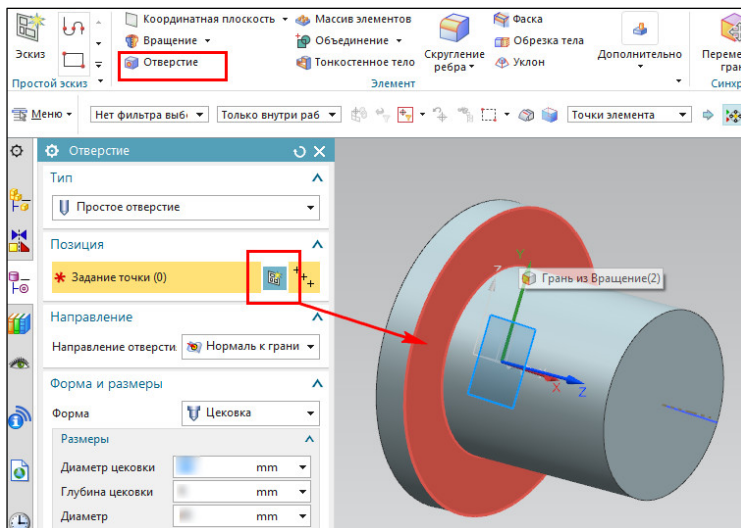 Координатная плоскость
Массив элементов
Фаска
Вращение
Объединение
Обрезка тела
Эскиз
Отверстие
Тонкостенное тело
Скругление
ребра
Уклон
Дополнительно
Переме
гран
Простой эскиз
Элемент
Синхр
Меню
Нет фильтра выб
Только внутри раб
Точки элемента
Отверстие
Тип
Простое отверстие
Позиция
* Задание точки (0)
Направление
Направление отверсти
Нормаль к грани
Форма и размеры
Форма
Цековка
Размеры
Диаметр цековки
mm
Глубина цековки
mm
Диаметр
mm
Y
Z
Грань из Вращение(2)
X
Z